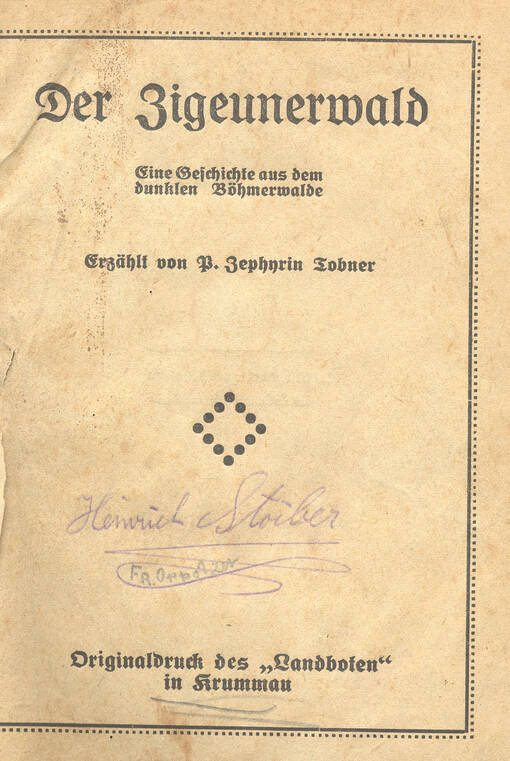 Der Zigeunerwald
Eine Geschichte aus dem
dunklen Böhmerwalde
Erzählt von P. Zephyrin Tobner
Heinrich Stoiber
Originaldruck des „Landboten“
in Krummau